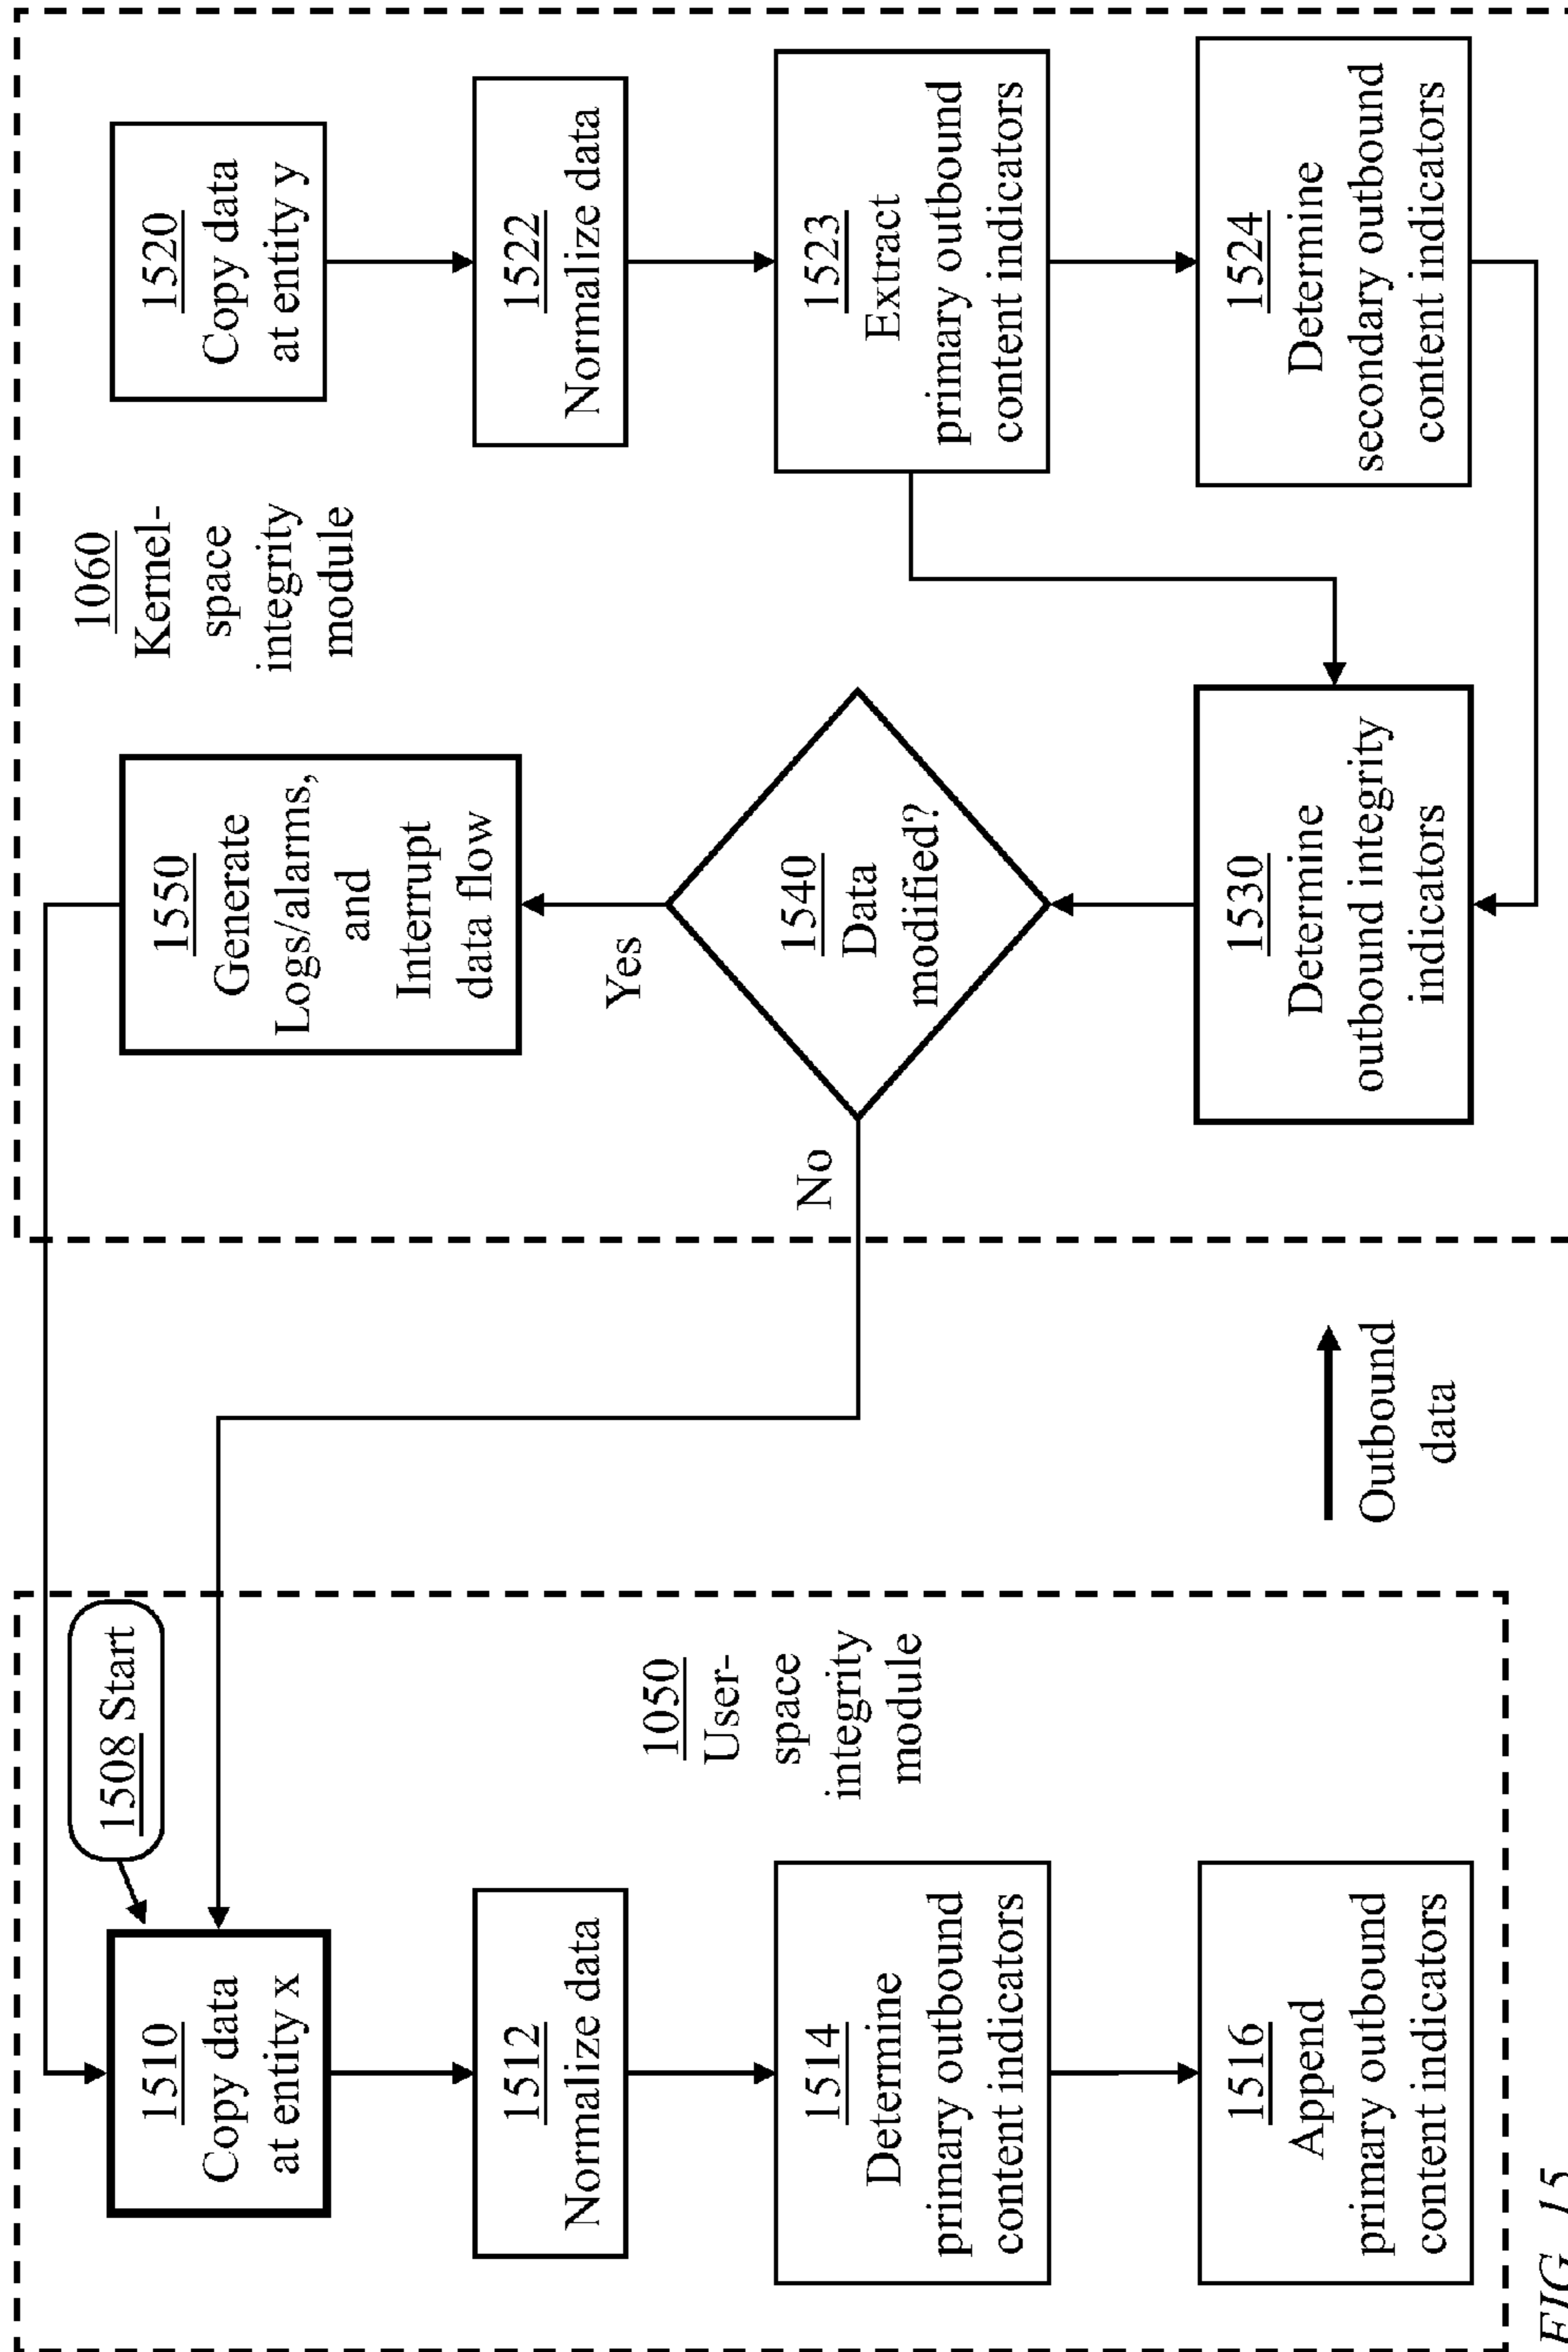 1508 Start
1510
Copy data
at entity x
1512
Normalize data
1514
Determine
primary outbound
content indicators
1516
Append
primary outbound
content indicators
1050
User-
space
integrity
module
Outbound
data
1060
Kernel-
space
integrity
module
1520
Copy data
at entity y
1522
Normalize data
1523
Extract
primary outbound
content indicators
1524
Determine
secondary outbound
content indicators
1530
Determine
outbound integrity
indicators
1540
Data
modified?
Yes
No
1550
Generate
Logs/alarms,
and
Interrupt
data flow
FIG. 15